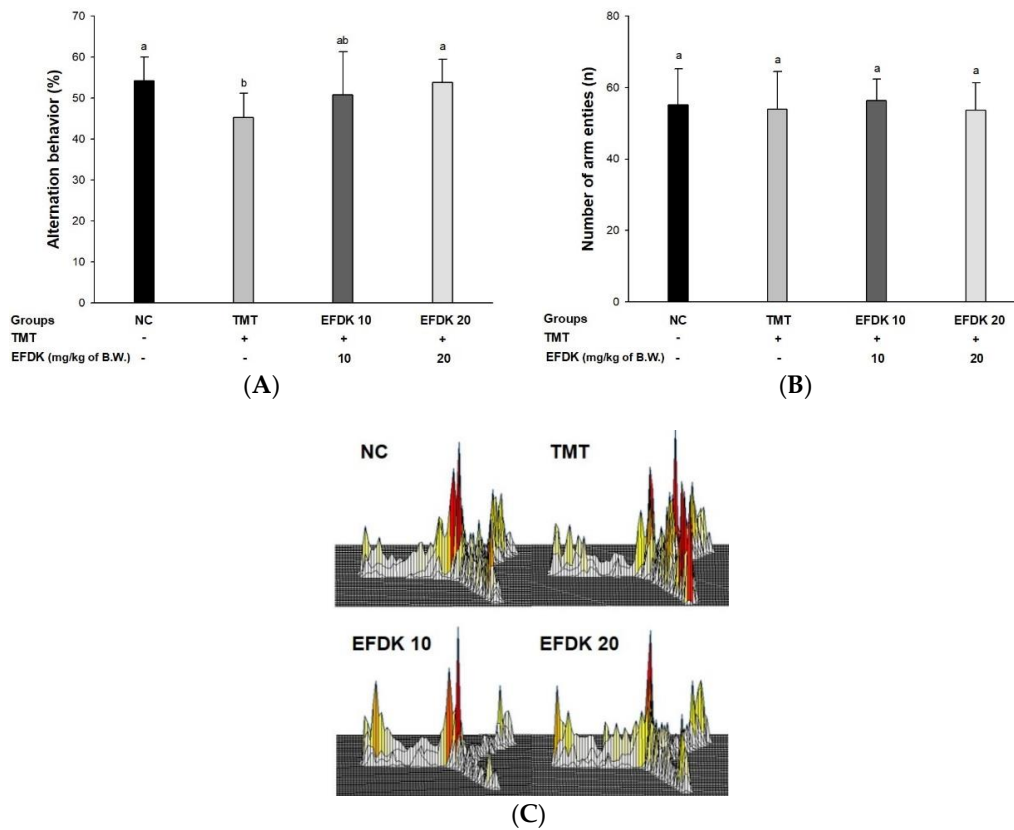 70
60
50
40
30
20
10
0
Alternation behavior (%)
a
b
ab
a
Groups NC TMT EFDK 10 EFDK 20
TMT - + + +
EFDK (mg/kg of B.W.) - - 10 20
(A)
80
60
40
20
0
Number of arm enties (n)
a
a
a
a
Groups NC TMT EFDK 10 EFDK 20
TMT - + + +
EFDK (mg/kg of B.W.) - - 10 20
(B)
NC TMT
EFDK 10 EFDK 20
(C)